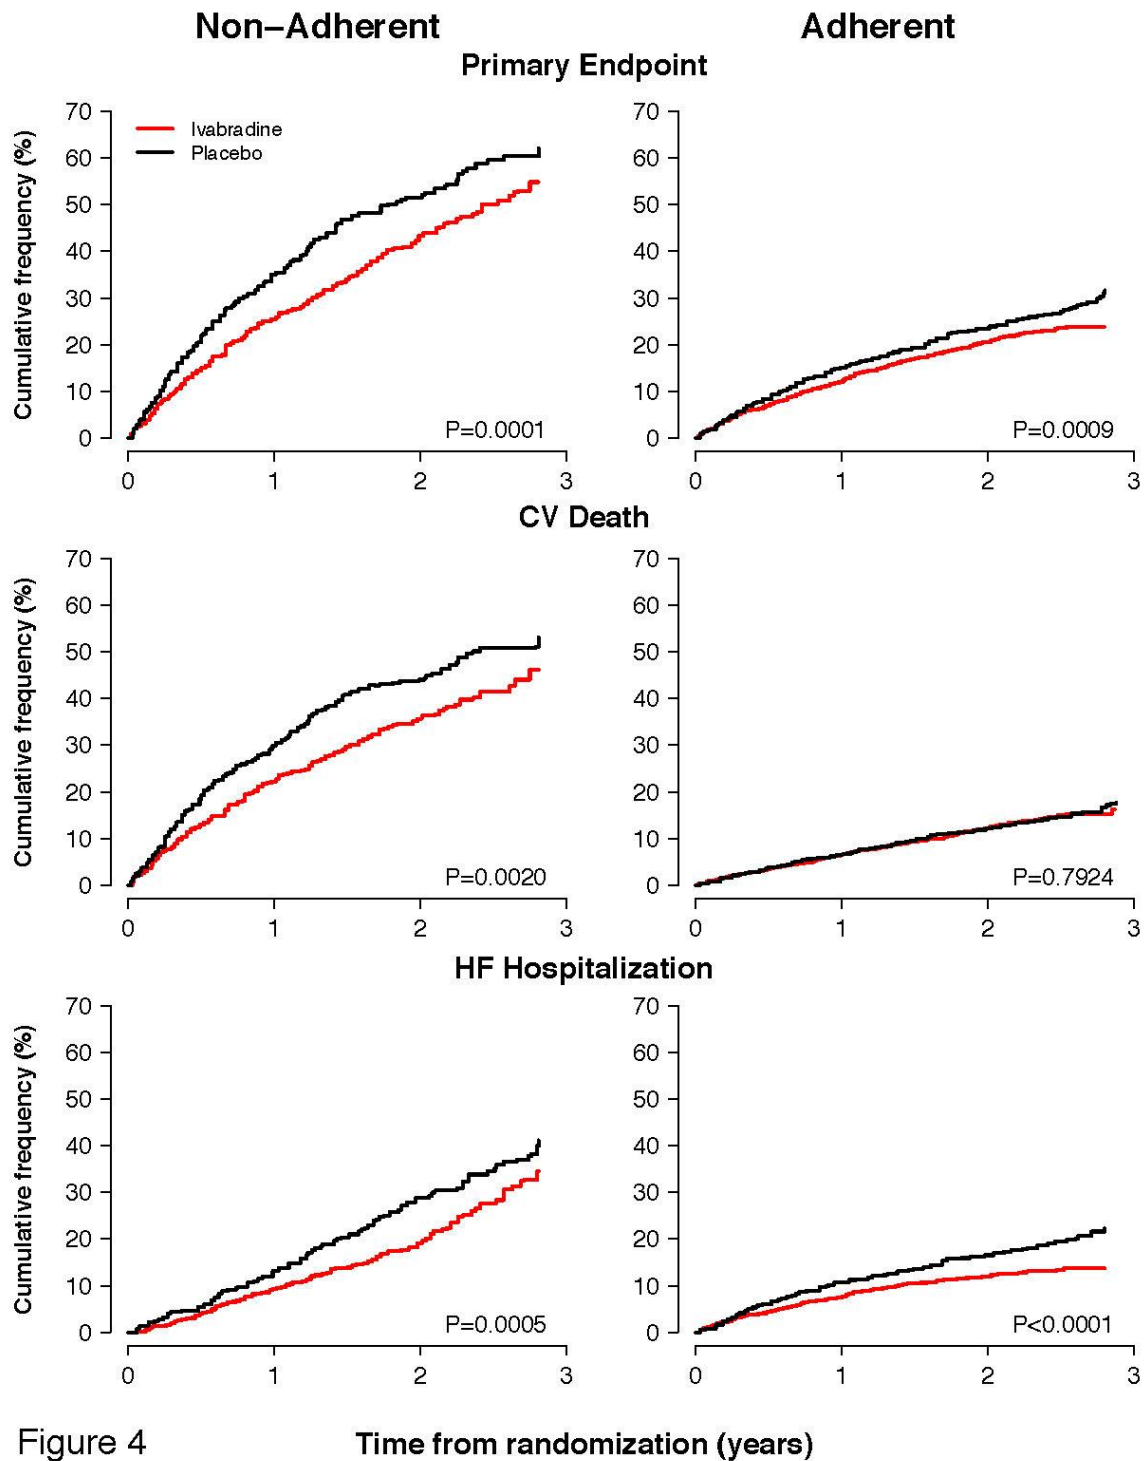 Non–Adherent Adherent
Primary Endpoint
Cumulative frequency (%)
70
60
50
40
30
20
10
0
Ivabradine
Placebo
P=0.0001
0 1 2 3
70
60
50
40
30
20
10
0
P=0.0009
0 1 2 3
CV Death
Cumulative frequency (%)
70
60
50
40
30
20
10
0
P=0.0020
0 1 2 3
70
60
50
40
30
20
10
0
P=0.7924
0 1 2 3
HF Hospitalization
Cumulative frequency (%)
70
60
50
40
30
20
10
0
P=0.0005
0 1 2 3
70
60
50
40
30
20
10
0
P<0.0001
0 1 2 3
Figure 4 Time from randomization (years)